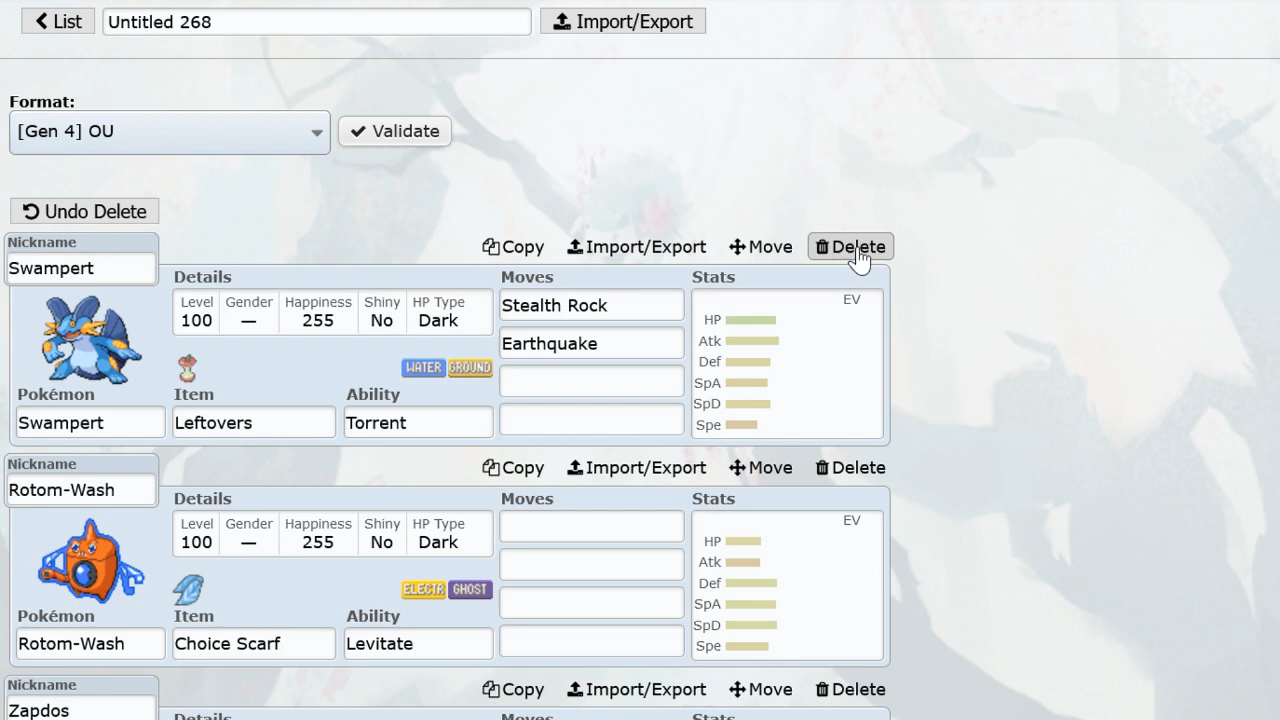 List
Untitled 268
Import/Export
Format:
[Gen 4] OU
Validate
Undo Delete
Nickname
Swampert
Copy Import/Export Move Delete
Details
Level Gender Happiness Shiny HP Type
100 — 255 No Dark
WATER GROUND
Pokémon Item Ability
Swampert Leftovers Torrent
Moves
Stealth Rock
Earthquake
Stats
EV
HP
Atk
Def
SpA
SpD
Spe
Nickname
Rotom-Wash
Copy Import/Export Move Delete
Details
Level Gender Happiness Shiny HP Type
100 — 255 No Dark
ELECTR GHOST
Pokémon Item Ability
Rotom-Wash Choice Scarf Levitate
Moves
Stats
EV
HP
Atk
Def
SpA
SpD
Spe
Nickname
Zapdos
Copy Import/Export Move Delete
Details Moves Stats